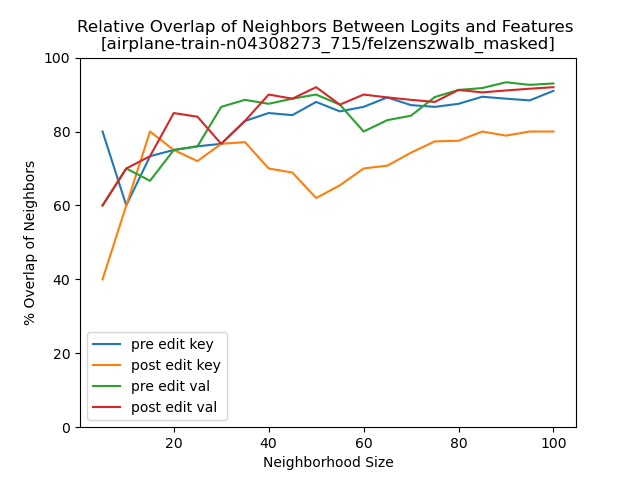 Relative Overlap of Neighbors Between Logits and Features
[airplane-train-n04308273_715/felzenszwalb_masked]
100
80
60
40
20
0
% Overlap of Neighbors
pre edit key
post edit key
pre edit val
post edit val
20 40 60 80 100
Neighborhood Size